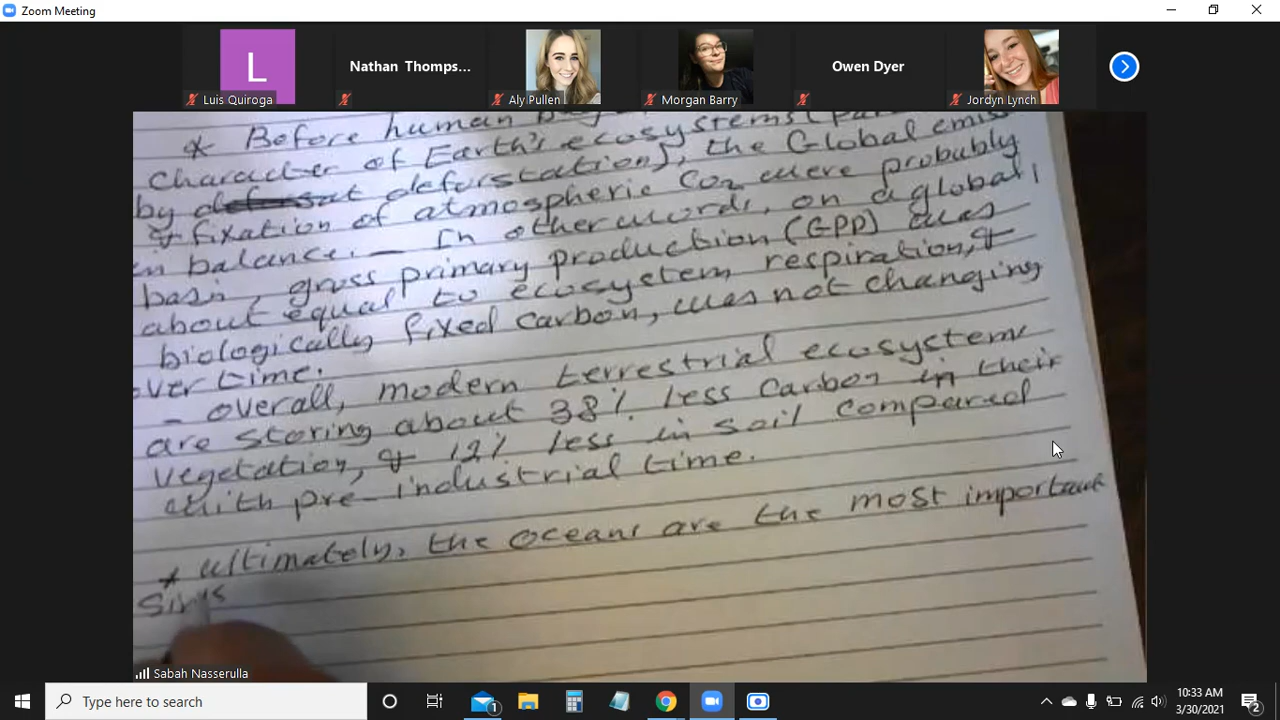 Zoom Meeting
L
Luis Quiroga
Nathan Thomps...
Aly Pullen
Morgan Barry
Owen Dyer
Jordyn Lynch
* Before human
character of Earth's ecosystems (
by deforstation), the Global
& fixation of atmospheric CO2 were probably
in balance. — In other words, on a global
basis, gross primary production (GPP) was
about equal to ecosystem respiration, &
biologically fixed carbon, was not changing
over time.
- overall, modern terrestrial ecosystems
are storing about 38% less carbon in their
vegetation, & 12% less in soil compared
with pre-industrial time.
* Ultimately, the oceans are the most important
Sinks
Sabah Nasserulla
Type here to search
1
10:33 AM
3/30/2021
2